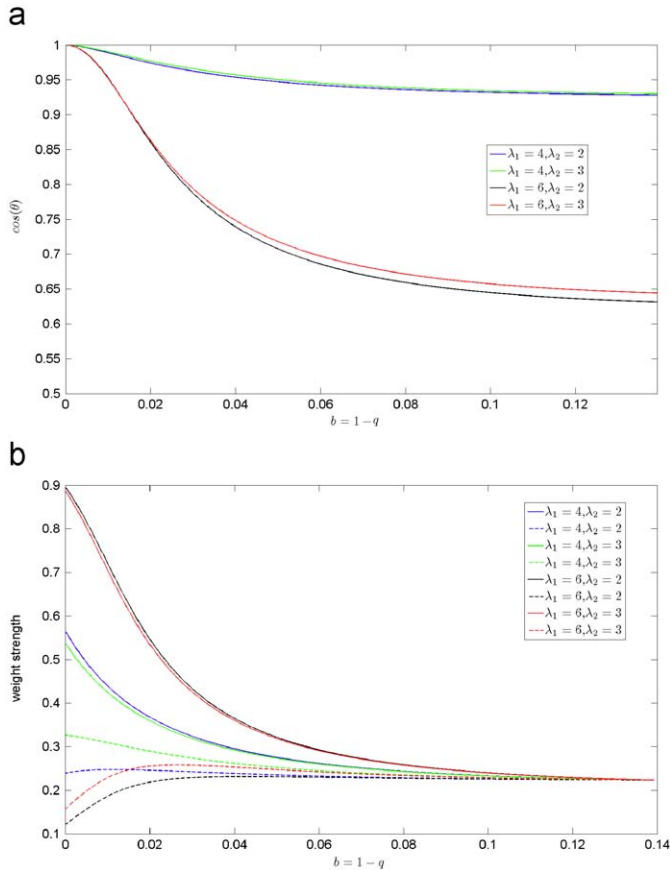 a
1
0.95
0.9
0.85
0.8
0.75
0.7
0.65
0.6
0.55
0.5
cos(θ)
λ₁ = 4,λ₂ = 2
λ₁ = 4,λ₂ = 3
λ₁ = 6,λ₂ = 2
λ₁ = 6,λ₂ = 3
0 0.02 0.04 0.06 0.08 0.1 0.12
b = 1 − q
b
0.9
0.8
0.7
0.6
0.5
0.4
0.3
0.2
0.1
weight strength
λ₁ = 4,λ₂ = 2
λ₁ = 4,λ₂ = 2
λ₁ = 4,λ₂ = 3
λ₁ = 4,λ₂ = 3
λ₁ = 6,λ₂ = 2
λ₁ = 6,λ₂ = 2
λ₁ = 6,λ₂ = 3
λ₁ = 6,λ₂ = 3
0 0.02 0.04 0.06 0.08 0.1 0.12 0.14
b = 1 − q